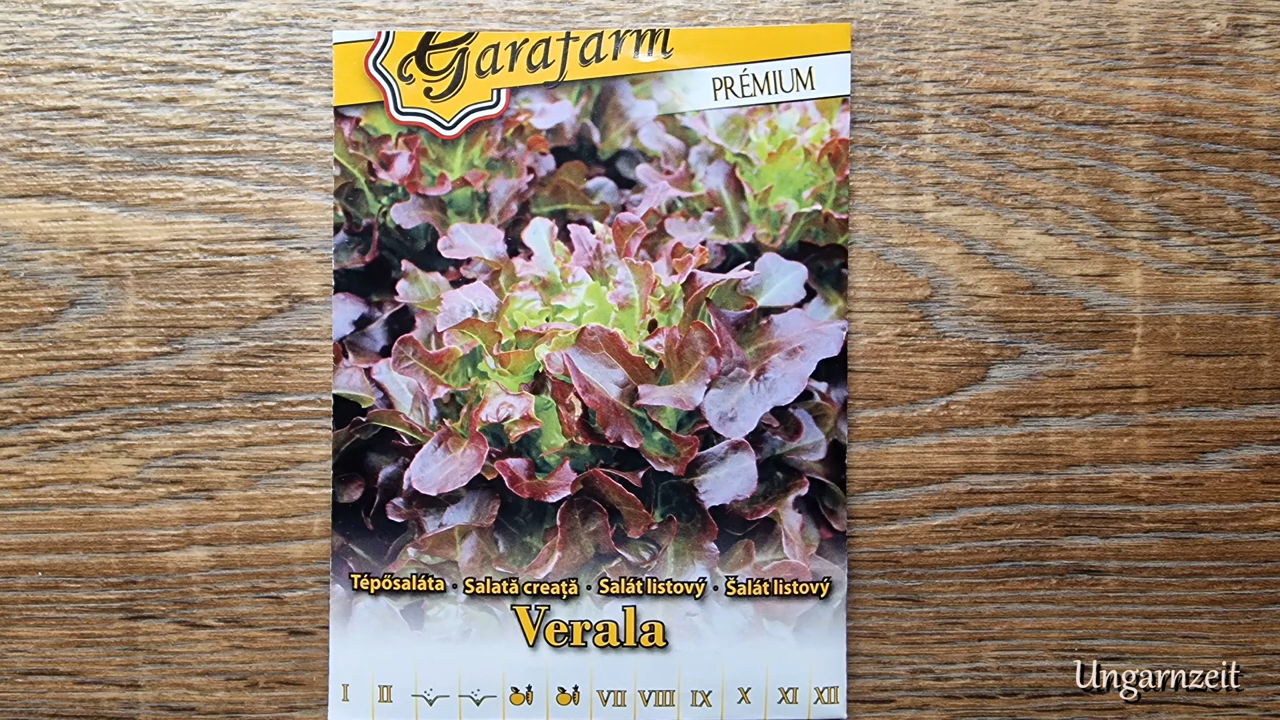 Garafarm
PRÉMIUM
Tépősaláta · Salată creață · Salát listový · Šalát listový
Verala
I II VII VIII IX X XI XII
Ungarnzeit